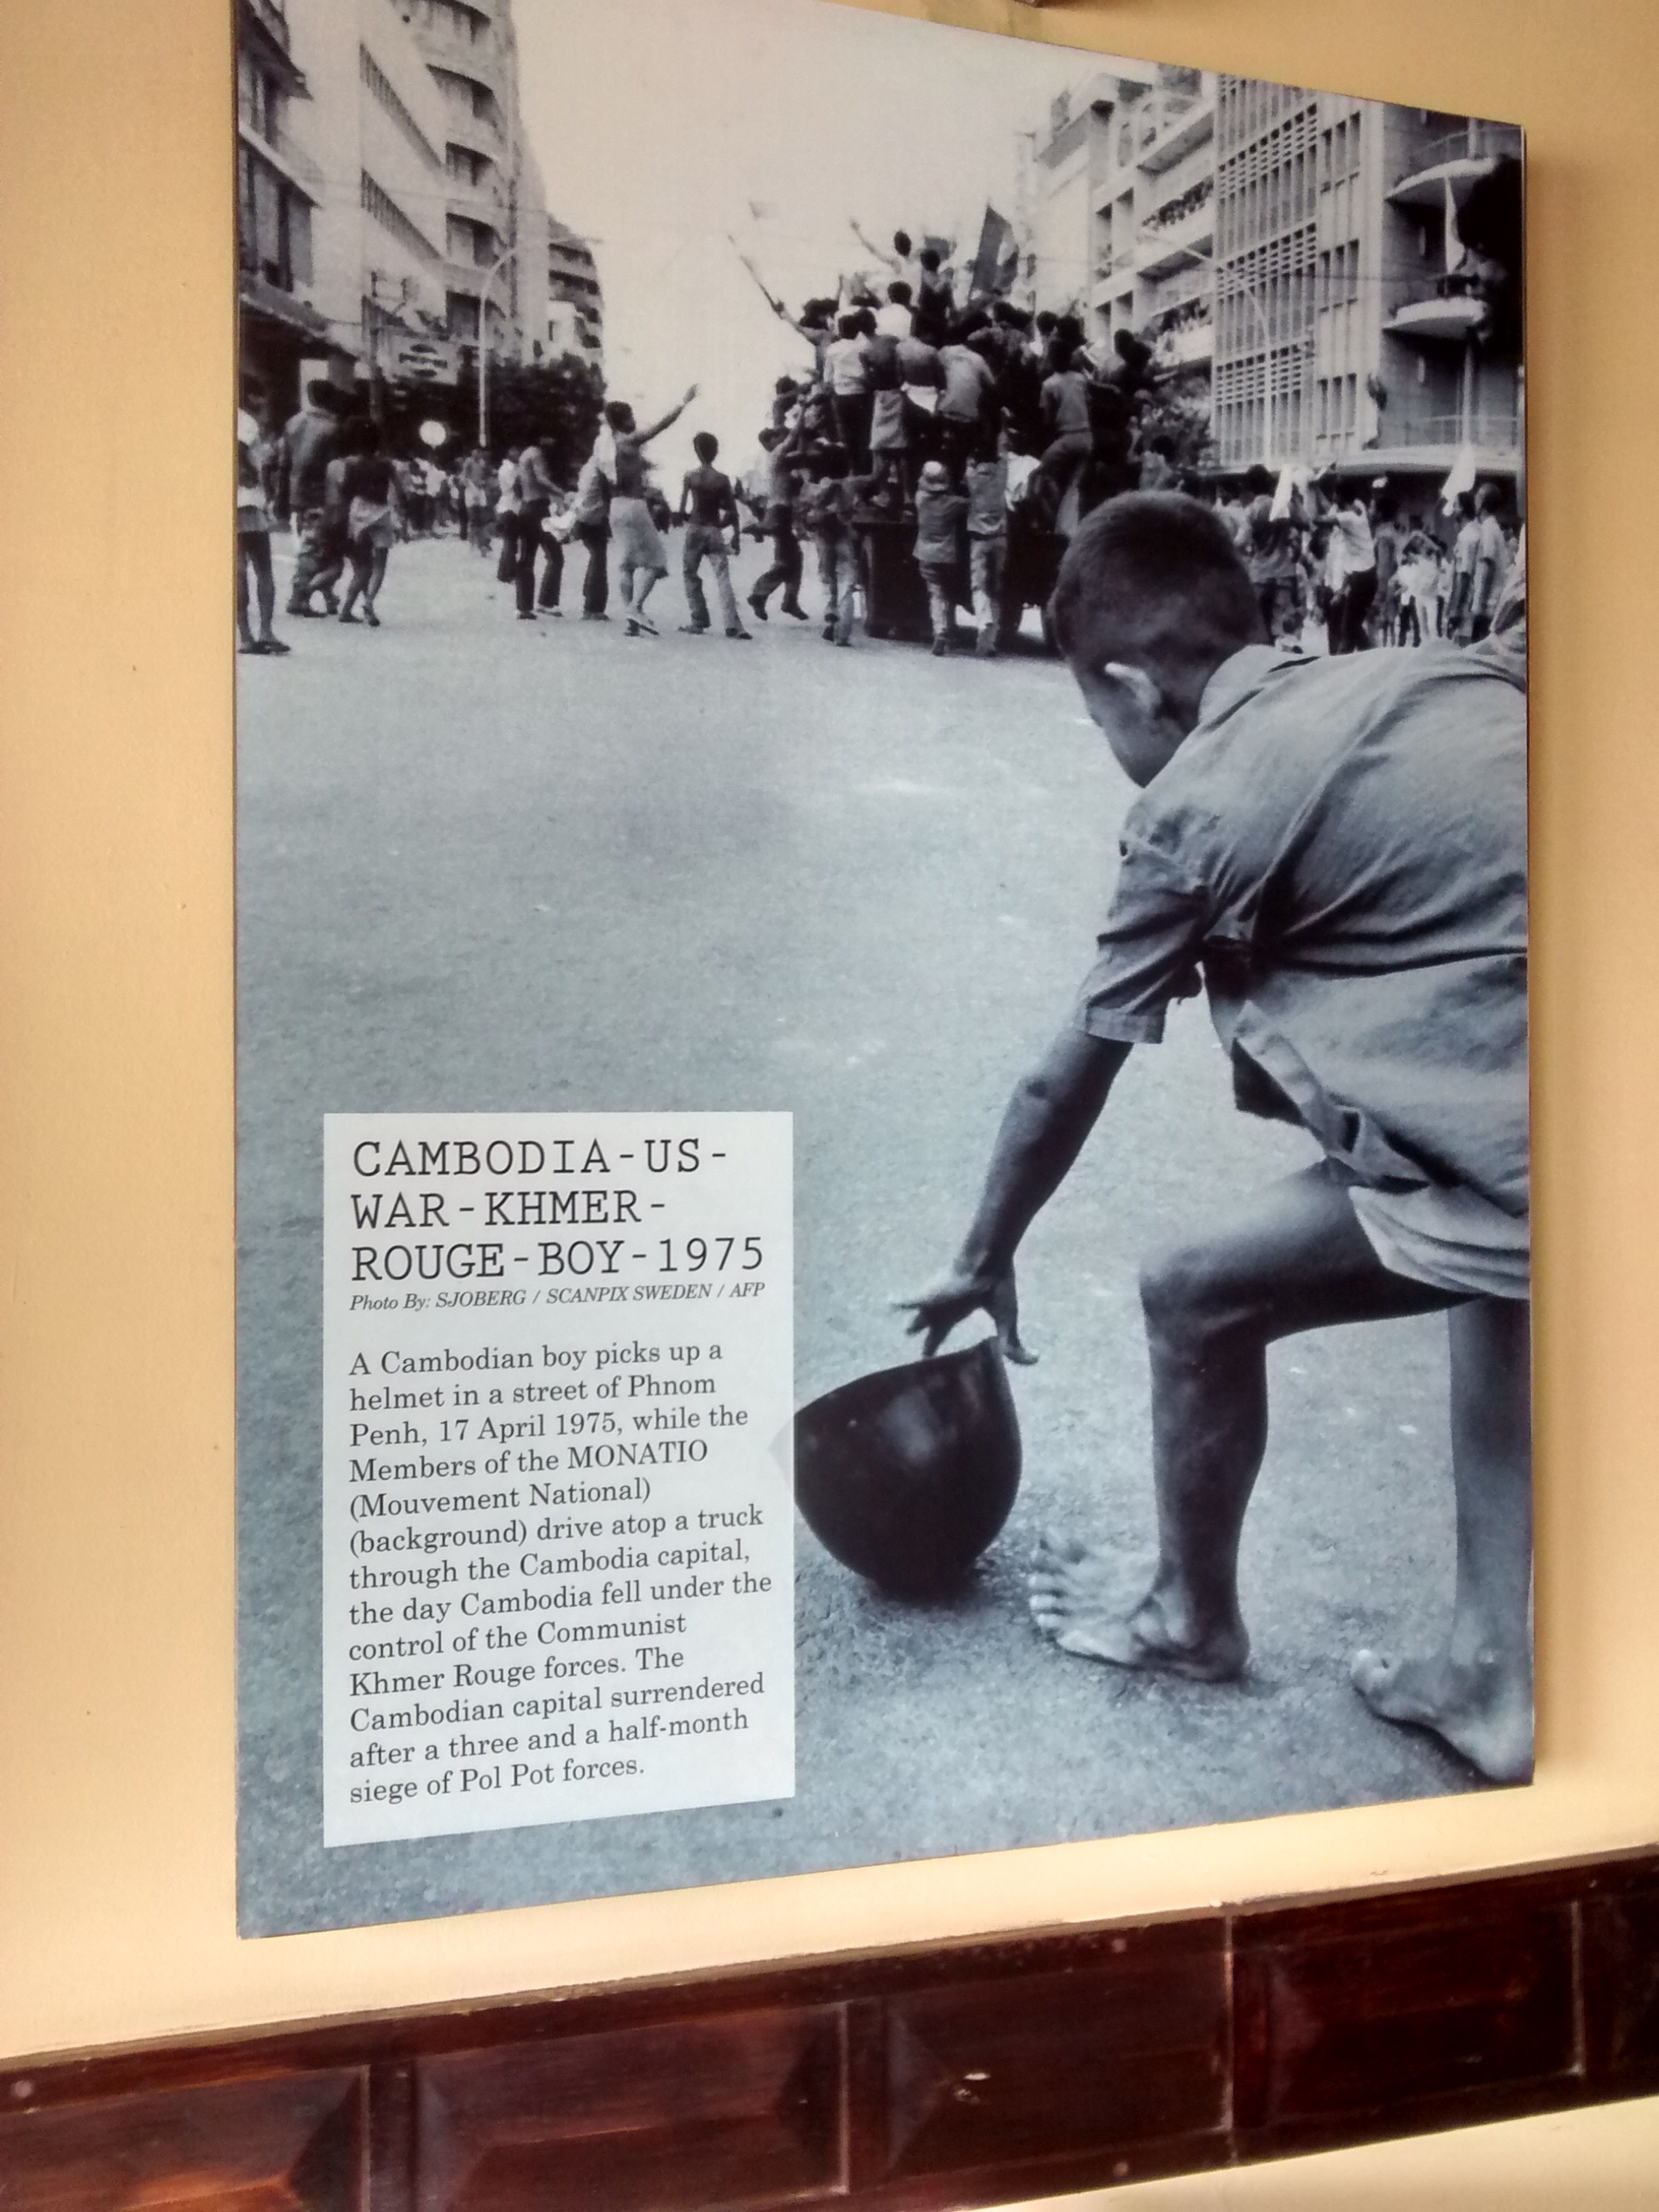 CAMBODIA-US-
WAR-KHMER-
ROUGE-BOY-1975
Photo By: SJOBERG / SCANPIX SWEDEN / AFP
A Cambodian boy picks up a
helmet in a street of Phnom
Penh, 17 April 1975, while the
Members of the MONATIO
(Mouvement National)
(background) drive atop a truck
through the Cambodia capital,
the day Cambodia fell under the
control of the Communist
Khmer Rouge forces. The
Cambodian capital surrendered
after a three and a half-month
siege of Pol Pot forces.